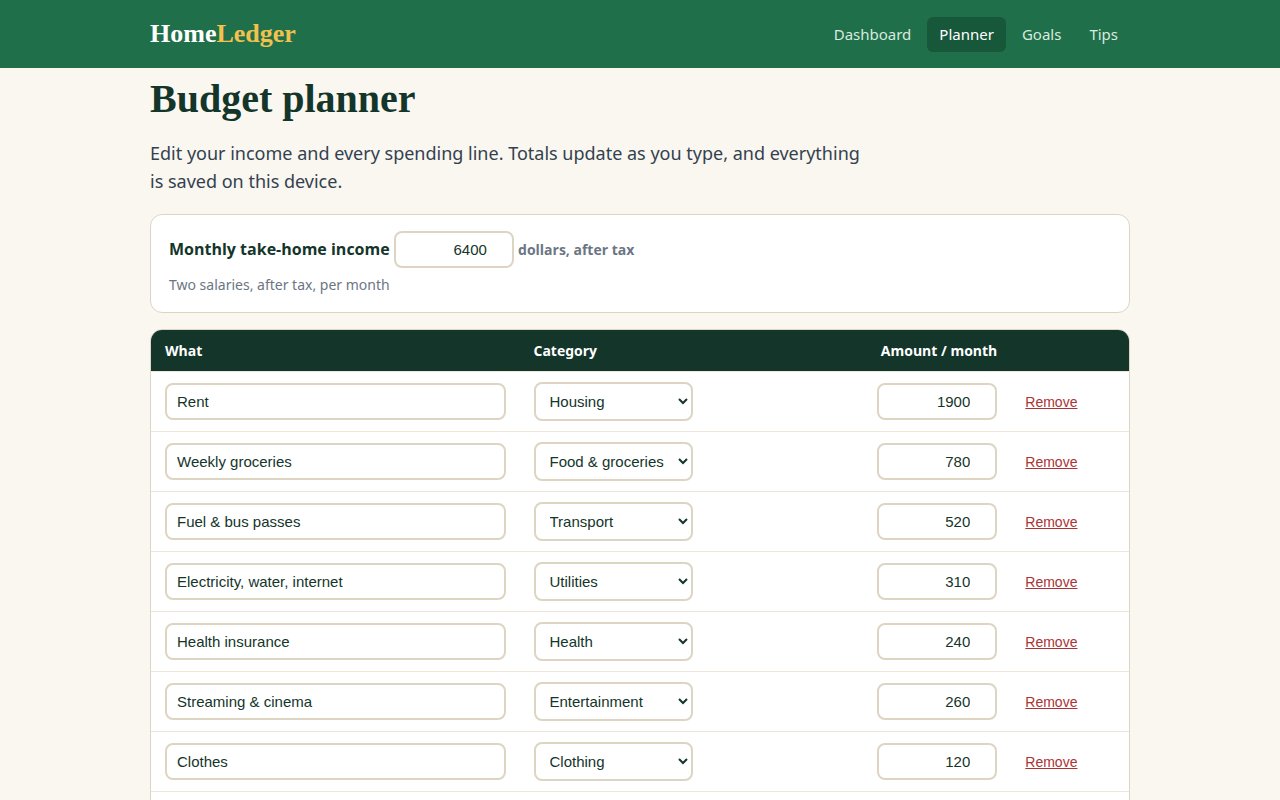 HomeLedger
Dashboard Planner Goals Tips
Budget planner
Edit your income and every spending line. Totals update as you type, and everything
is saved on this device.
Monthly take-home income 6400 dollars, after tax
Two salaries, after tax, per month
What Category Amount / month
Rent Housing 1900 Remove
Weekly groceries Food & groceries 780 Remove
Fuel & bus passes Transport 520 Remove
Electricity, water, internet Utilities 310 Remove
Health insurance Health 240 Remove
Streaming & cinema Entertainment 260 Remove
Clothes Clothing 120 Remove